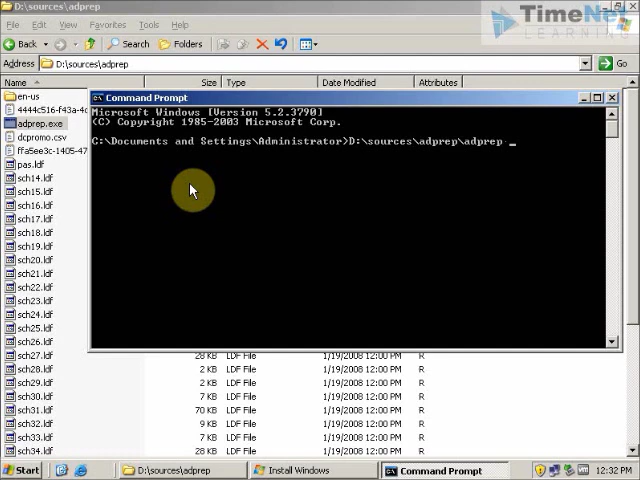 D:\sources\adprep
File Edit View Favorites Tools Help
TimeNet
LEARNING
Back Search Folders
Address D:\sources\adprep Go
Name Size Type Date Modified Attributes
en-us
4444c516-f43a-4c
adprep.exe
dcpromo.csv
ffa5ee3c-1405-47
pas.ldf
sch14.ldf
sch15.ldf
sch16.ldf
sch17.ldf
sch18.ldf
sch19.ldf
sch20.ldf
sch21.ldf
sch22.ldf
sch23.ldf
sch24.ldf
sch25.ldf
sch26.ldf
Command Prompt
Microsoft Windows [Version 5.2.3790]
(C) Copyright 1985-2003 Microsoft Corp.
C:\Documents and Settings\Administrator>D:\sources\adprep\adprep-_
sch27.ldf 28 KB LDF File 1/19/2008 12:00 PM R
sch28.ldf 2 KB LDF File 1/19/2008 12:00 PM R
sch29.ldf 2 KB LDF File 1/19/2008 12:00 PM R
sch30.ldf 7 KB LDF File 1/19/2008 12:00 PM R
sch31.ldf 70 KB LDF File 1/19/2008 12:00 PM R
sch32.ldf 9 KB LDF File 1/19/2008 12:00 PM R
sch33.ldf 7 KB LDF File 1/19/2008 12:00 PM R
sch34.ldf 6 KB LDF File 1/19/2008 12:00 PM R
Start D:\sources\adprep Install Windows Command Prompt 12:32 PM